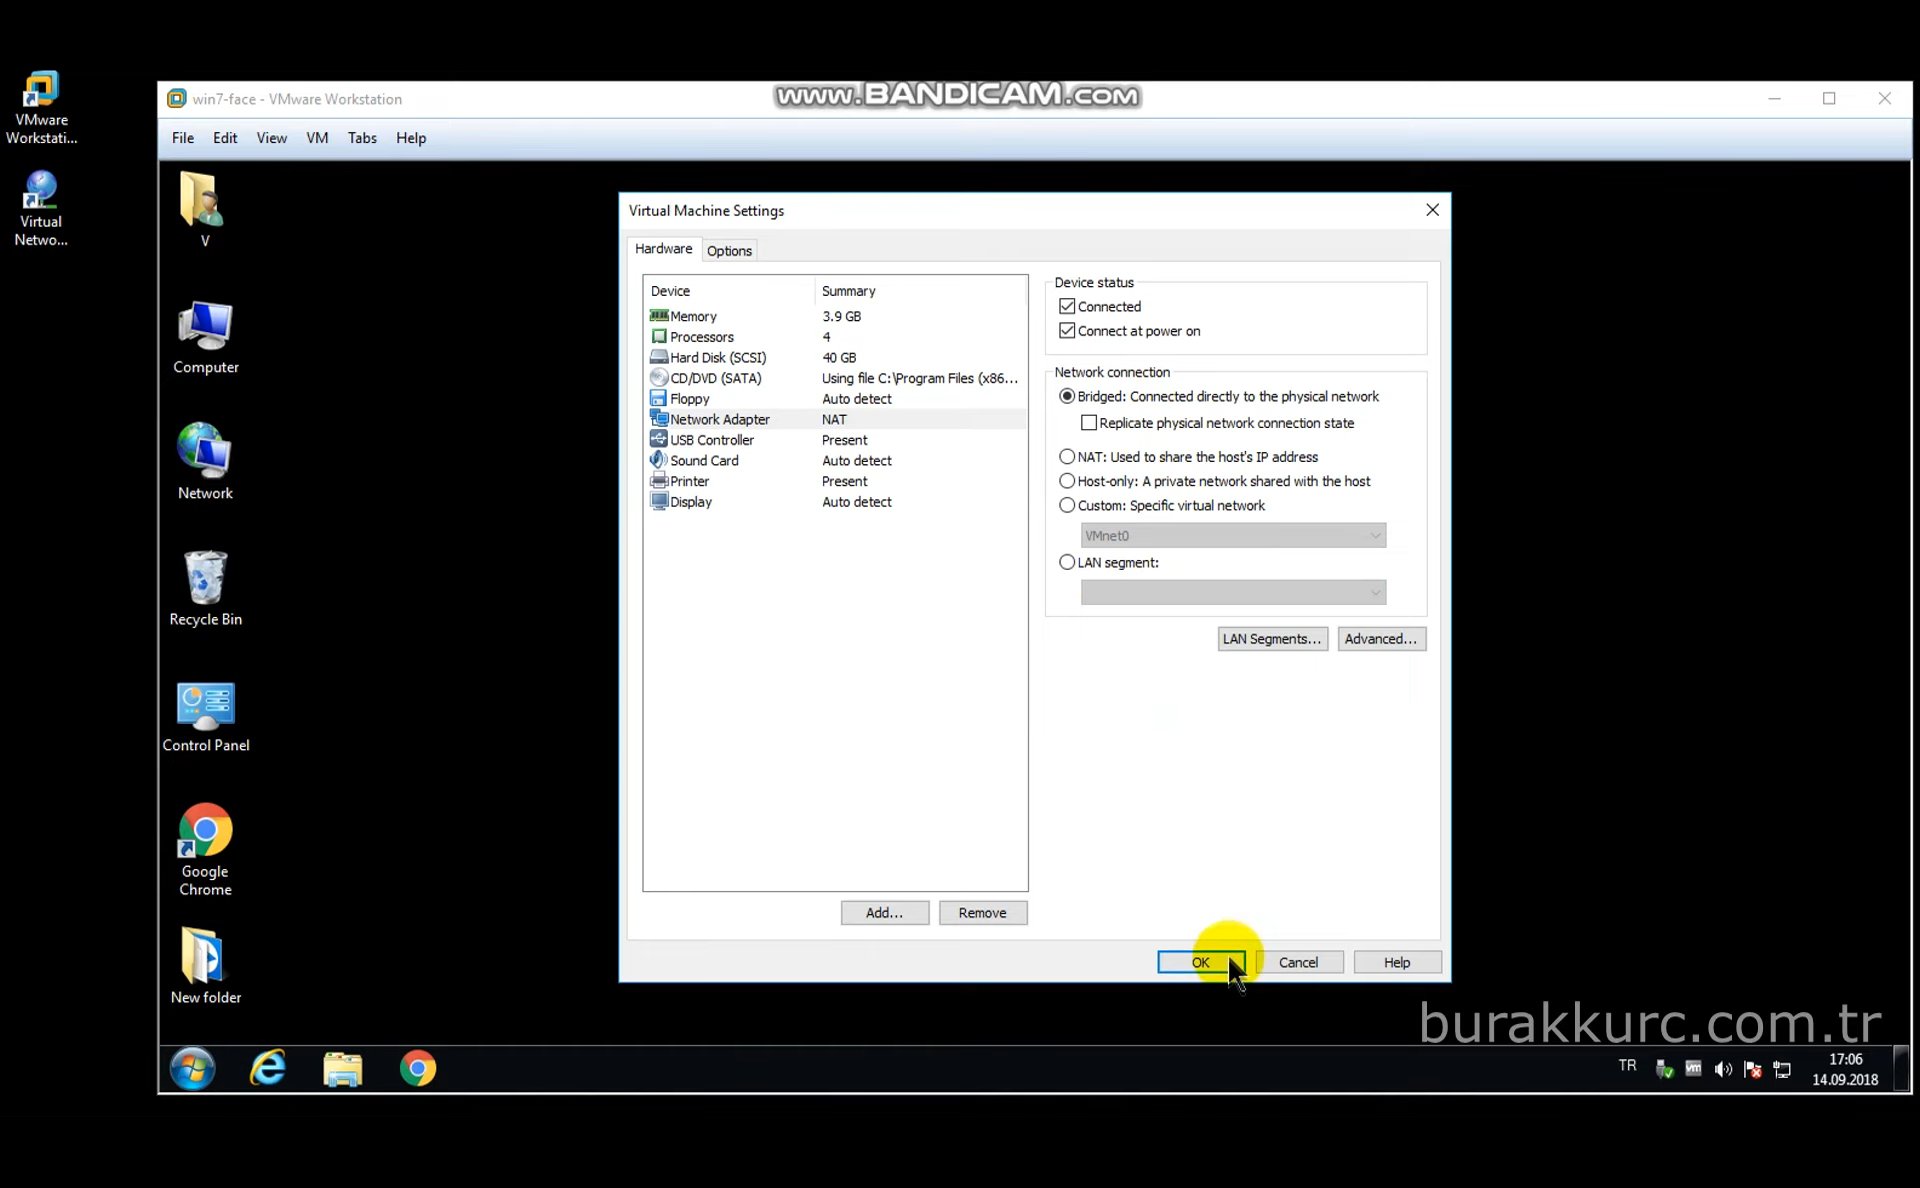 VMware
Workstati...
Virtual
Netwo...
win7-face - VMware Workstation
www.BANDICAM.com
File Edit View VM Tabs Help
V
Computer
Network
Recycle Bin
Control Panel
Google
Chrome
New folder
Virtual Machine Settings
Hardware Options
Device Summary
Memory 3.9 GB
Processors 4
Hard Disk (SCSI) 40 GB
CD/DVD (SATA) Using file C:\Program Files (x86...
Floppy Auto detect
Network Adapter NAT
USB Controller Present
Sound Card Auto detect
Printer Present
Display Auto detect
Add... Remove
Device status
Connected
Connect at power on
Network connection
Bridged: Connected directly to the physical network
Replicate physical network connection state
NAT: Used to share the host's IP address
Host-only: A private network shared with the host
Custom: Specific virtual network
VMnet0
LAN segment:
LAN Segments... Advanced...
OK Cancel Help
burakkurc.com.tr
TR
vm
17:06
14.09.2018